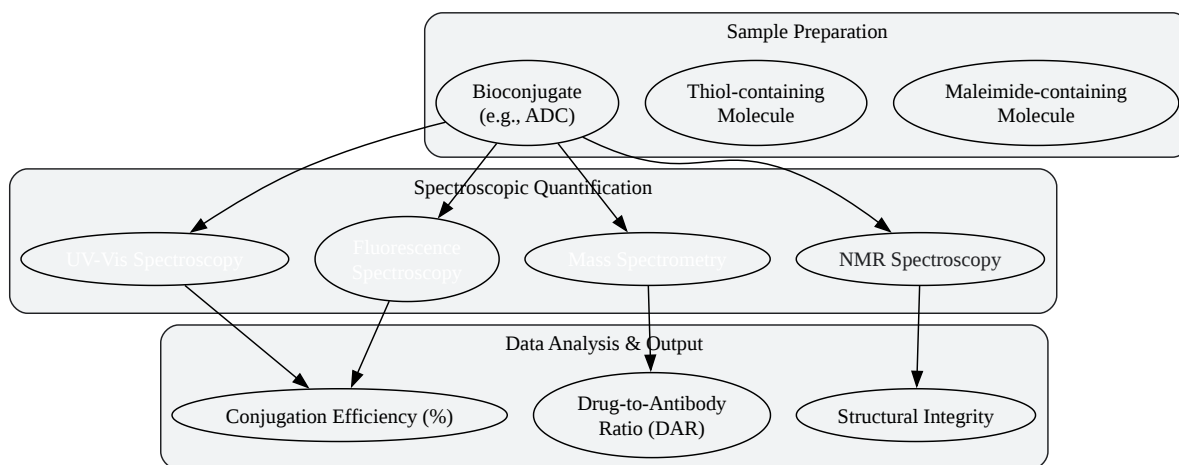 Sample Preparation
Bioconjugate
(e.g., ADC)
Thiol-containing
Molecule
Maleimide-containing
Molecule
Spectroscopic Quantification
UV-Vis Spectroscopy
Fluorescence
Spectroscopy
Mass Spectrometry
NMR Spectroscopy
Data Analysis & Output
Conjugation Efficiency (%)
Drug-to-Antibody
Ratio (DAR)
Structural Integrity